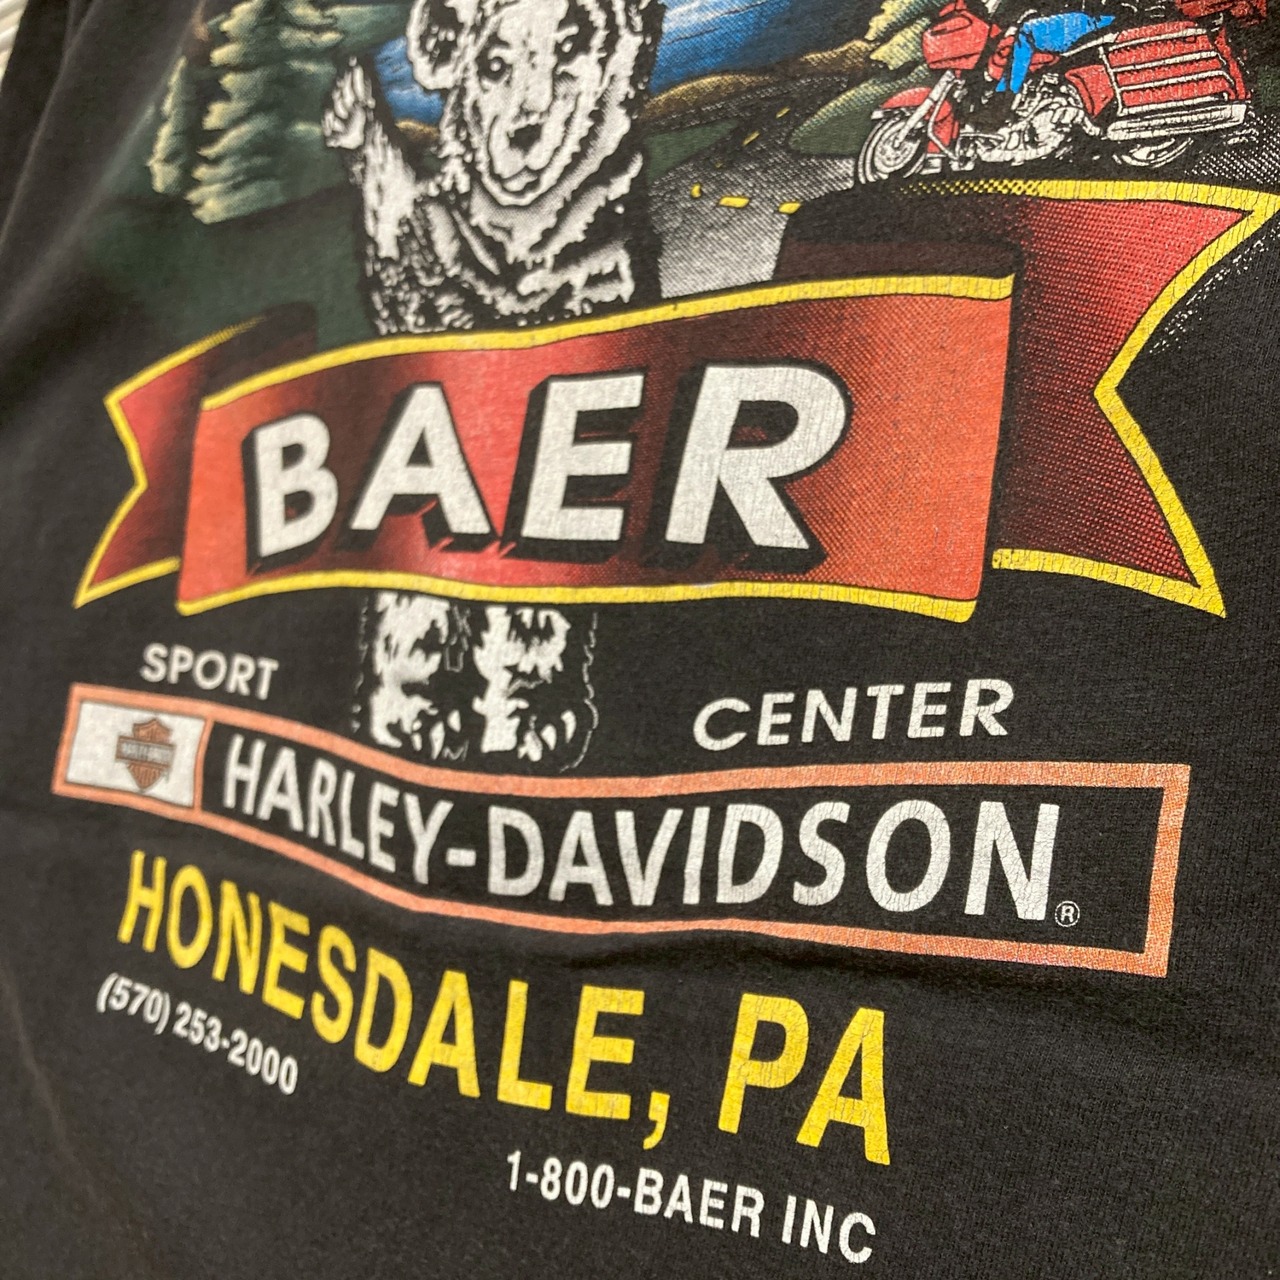 BAER
SPORT CENTER
HARLEY-DAVIDSON®
HONESDALE, PA
(570) 253-2000
1-800-BAER INC